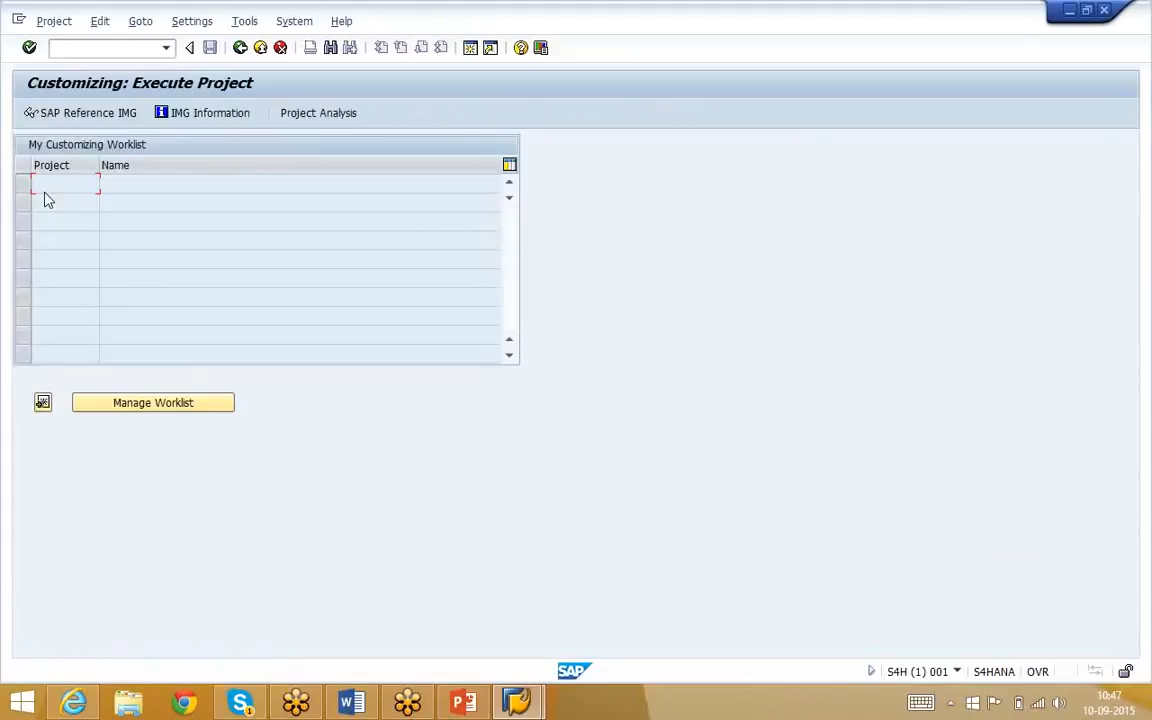 Project Edit Goto Settings Tools System Help
Customizing: Execute Project
SAP Reference IMG i IMG Information Project Analysis
My Customizing Worklist
Project Name
Manage Worklist
SAP S4H (1) 001 S4HANA OVR
10:47
10-09-2015